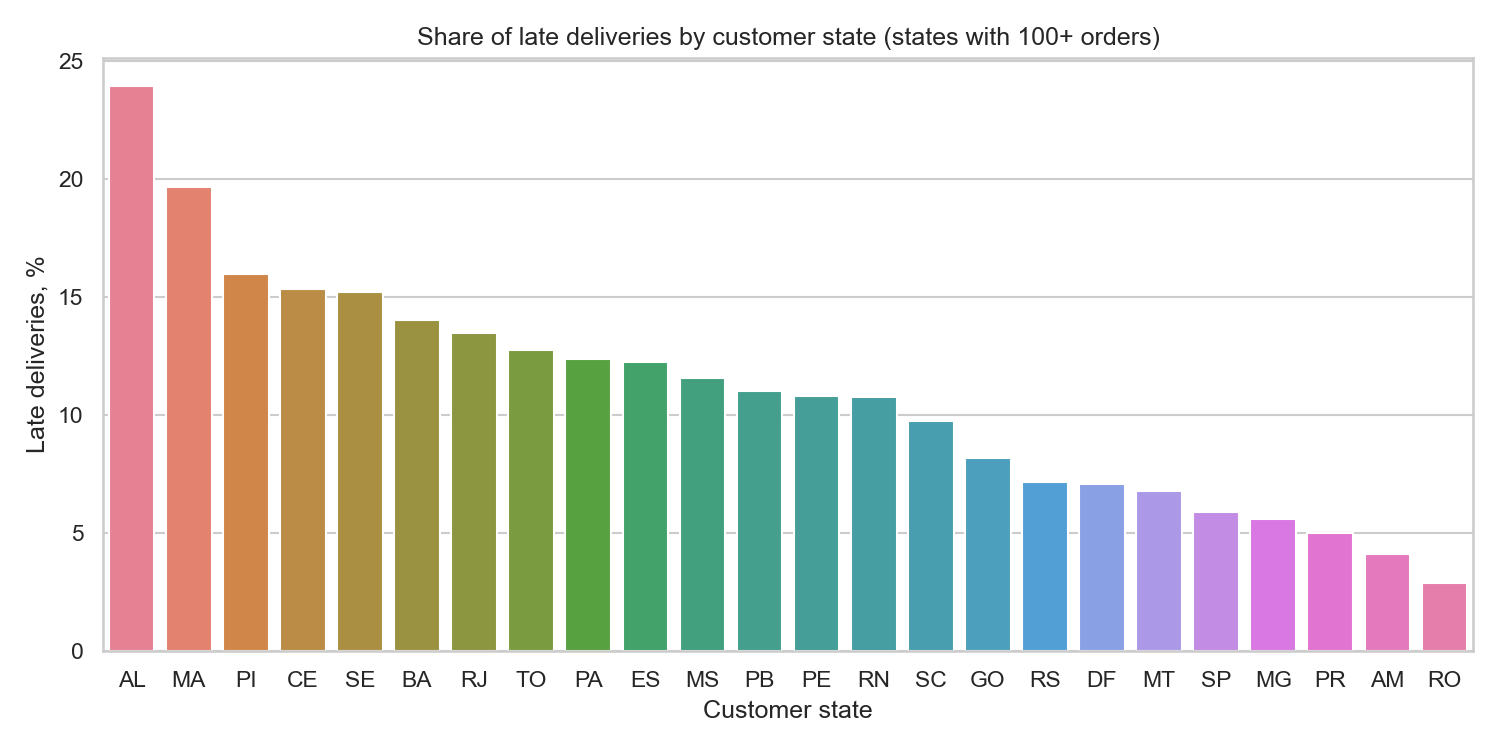 Share of late deliveries by customer state (states with 100+ orders)
25
20
15
10
5
0
Late deliveries, %
AL MA PI CE SE BA RJ TO PA ES MS PB PE RN SC GO RS DF MT SP MG PR AM RO
Customer state